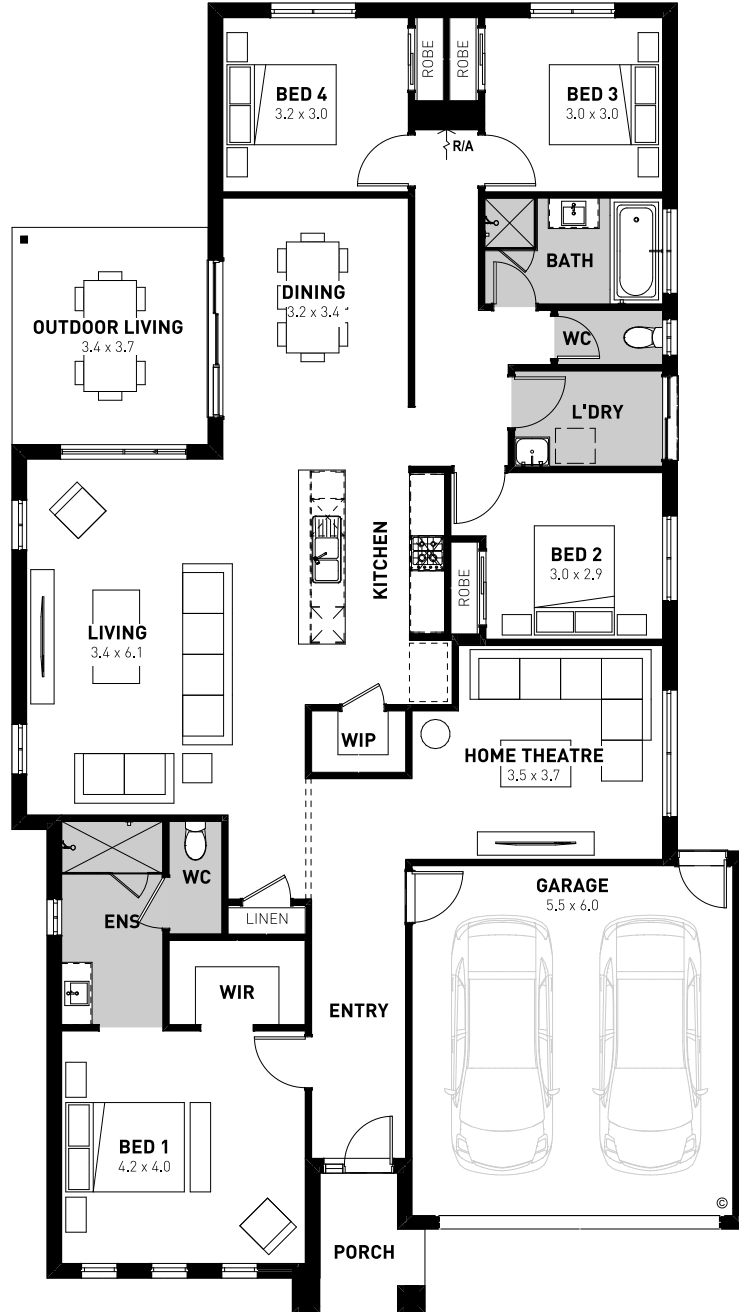 ROBE
ROBE
BED 4
3.2 x 3.0
BED 3
3.0 x 3.0
R/A
BATH
DINING
3.2 x 3.4
OUTDOOR LIVING
3.4 x 3.7
WC
L'DRY
KITCHEN
BED 2
3.0 x 2.9
ROBE
LIVING
3.4 x 6.1
WIP
HOME THEATRE
3.5 x 3.7
WC
GARAGE
5.5 x 6.0
ENS
LINEN
WIR
ENTRY
BED 1
4.2 x 4.0
©
PORCH